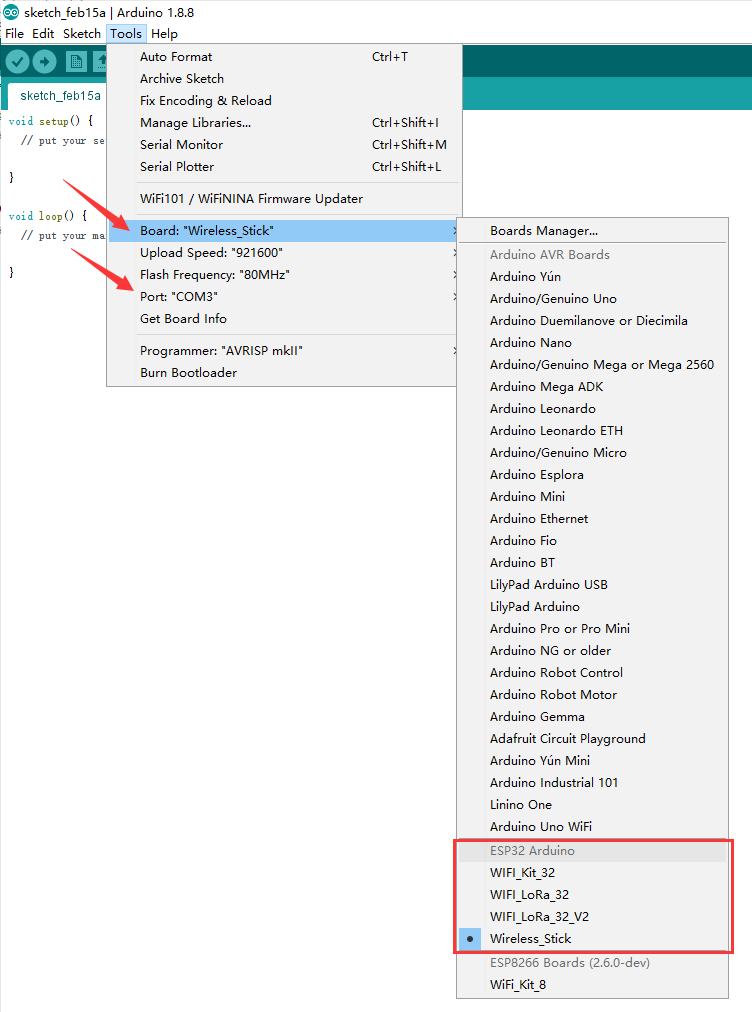 sketch_feb15a | Arduino 1.8.8
File Edit Sketch Tools Help
sketch_feb15a
void setup() {
// put your se
}
void loop() {
// put your ma
}
Auto Format Ctrl+T
Archive Sketch
Fix Encoding & Reload
Manage Libraries... Ctrl+Shift+I
Serial Monitor Ctrl+Shift+M
Serial Plotter Ctrl+Shift+L
WiFi101 / WiFiNINA Firmware Updater
Board: "Wireless_Stick"
Upload Speed: "921600"
Flash Frequency: "80MHz"
Port: "COM3"
Get Board Info
Programmer: "AVRISP mkII"
Burn Bootloader
Boards Manager...
Arduino AVR Boards
Arduino Yún
Arduino/Genuino Uno
Arduino Duemilanove or Diecimila
Arduino Nano
Arduino/Genuino Mega or Mega 2560
Arduino Mega ADK
Arduino Leonardo
Arduino Leonardo ETH
Arduino/Genuino Micro
Arduino Esplora
Arduino Mini
Arduino Ethernet
Arduino Fio
Arduino BT
LilyPad Arduino USB
LilyPad Arduino
Arduino Pro or Pro Mini
Arduino NG or older
Arduino Robot Control
Arduino Robot Motor
Arduino Gemma
Adafruit Circuit Playground
Arduino Yún Mini
Arduino Industrial 101
Linino One
Arduino Uno WiFi
ESP32 Arduino
WIFI_Kit_32
WIFI_LoRa_32
WIFI_LoRa_32_V2
Wireless_Stick
ESP8266 Boards (2.6.0-dev)
WiFi_Kit_8